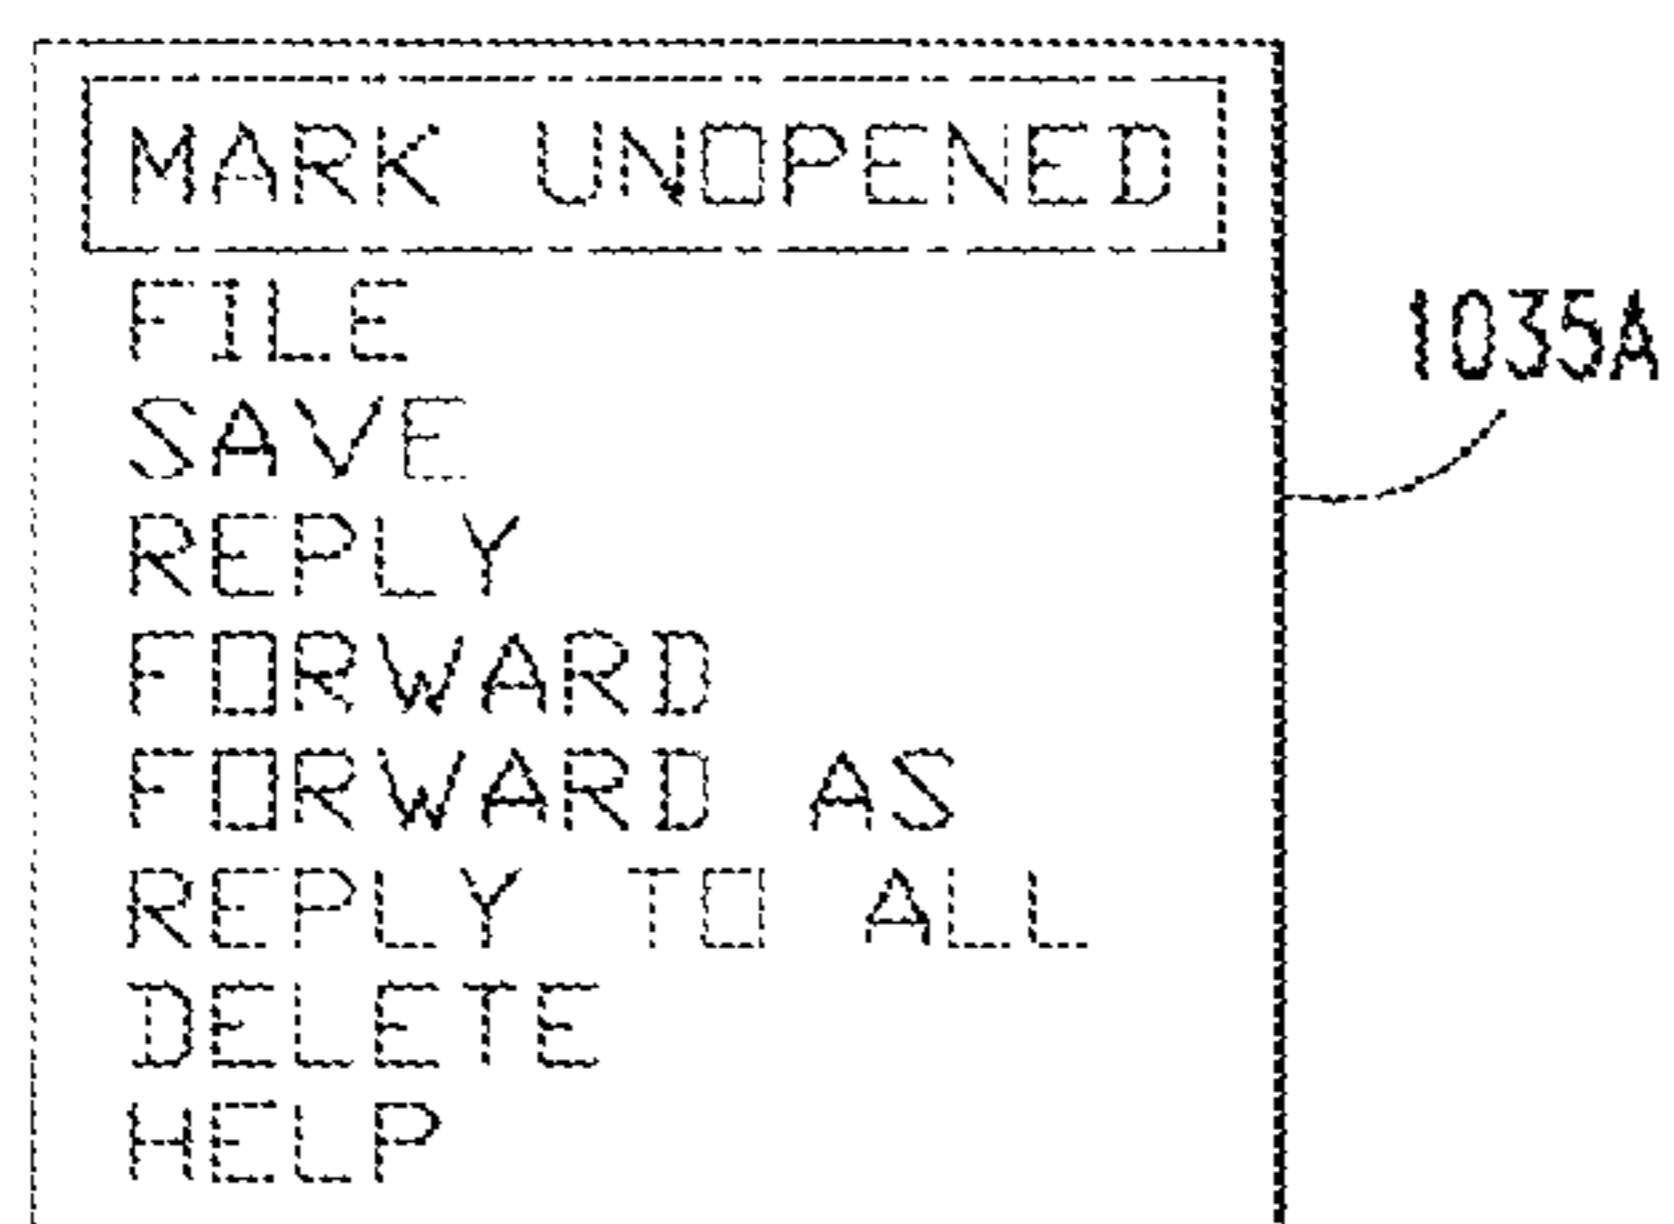 MARK UNOPENED
FILE
SAVE
REPLY
FORWARD
FORWARD AS
REPLY TO ALL
DELETE
HELP
1035A